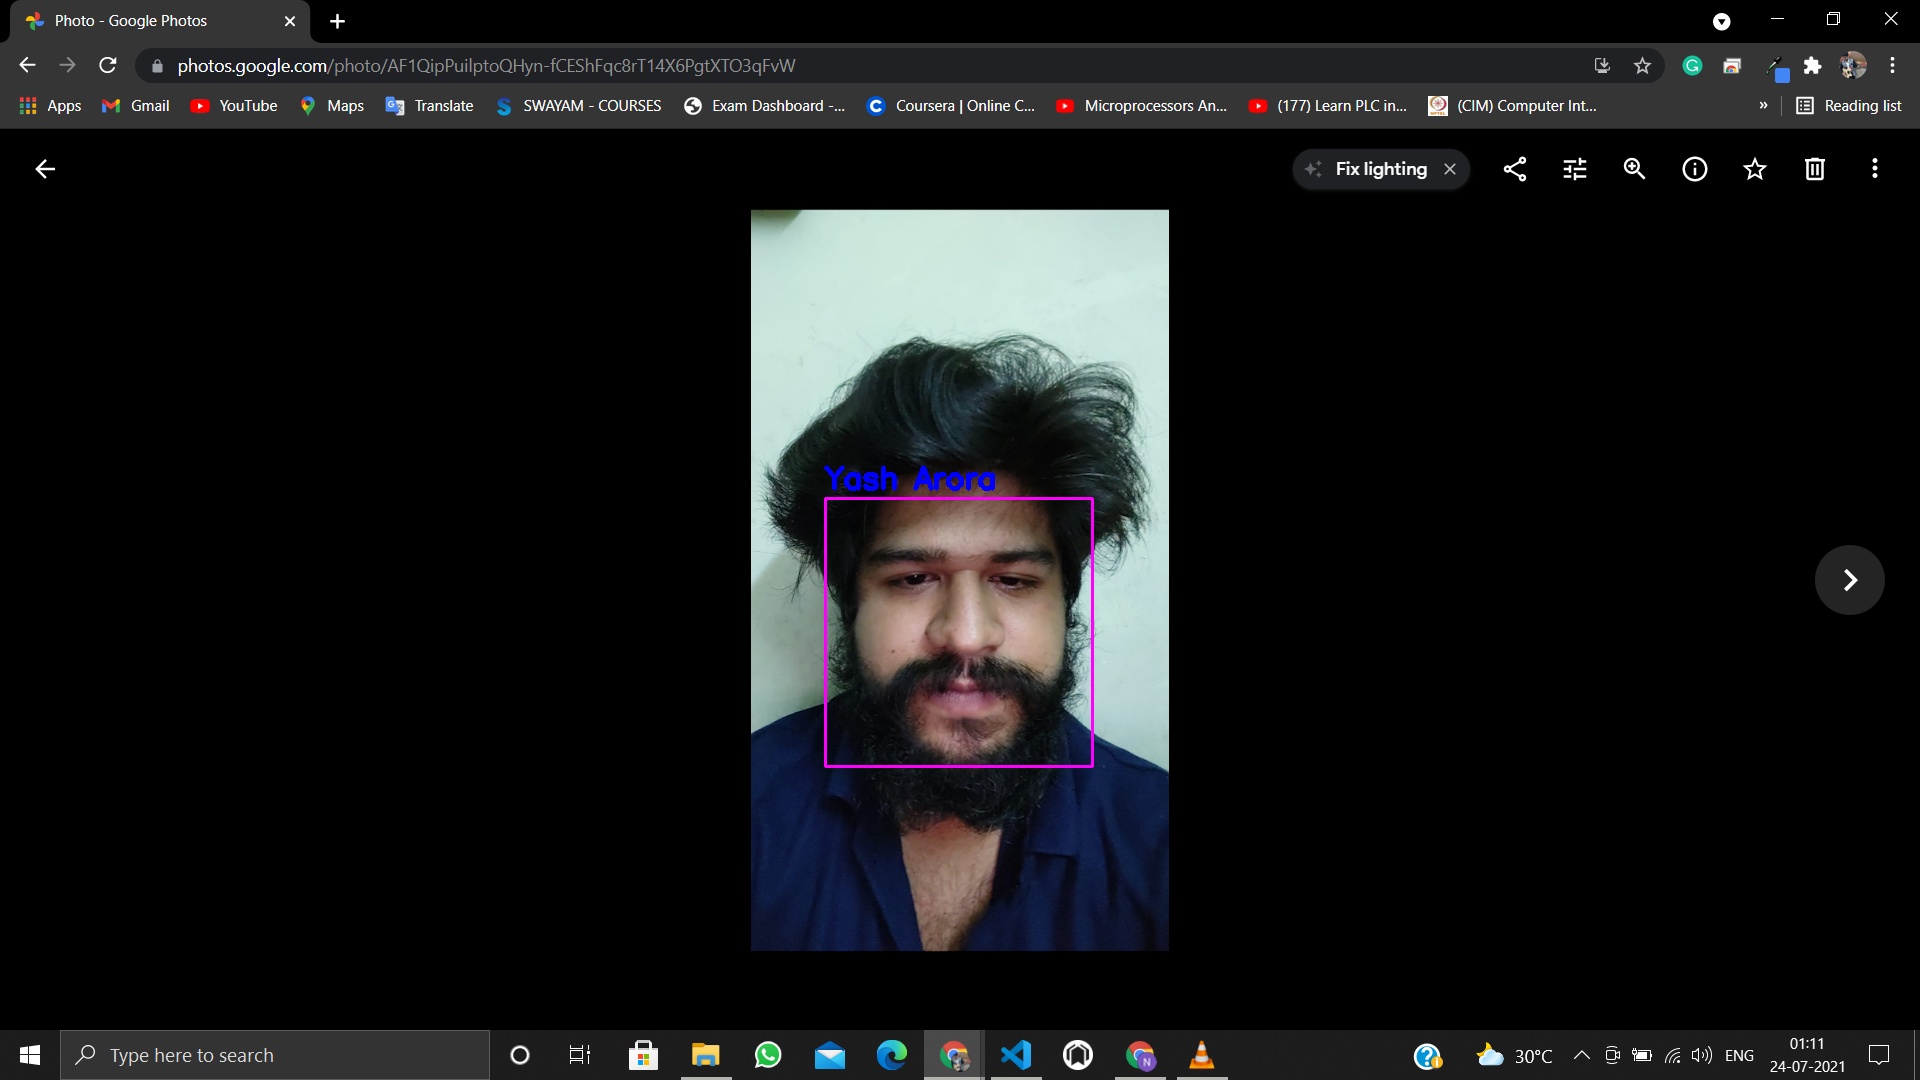 Photo - Google Photos
photos.google.com/photo/AF1QipPuilptoQHyn-fCEShFqc8rT14X6PgtXTO3qFvW
Apps Gmail YouTube Maps Translate SWAYAM - COURSES Exam Dashboard -... Coursera | Online C... Microprocessors An... (177) Learn PLC in... (CIM) Computer Int... » Reading list
Fix lighting
Yash Arora
Type here to search
30°C ENG 01:11
24-07-2021